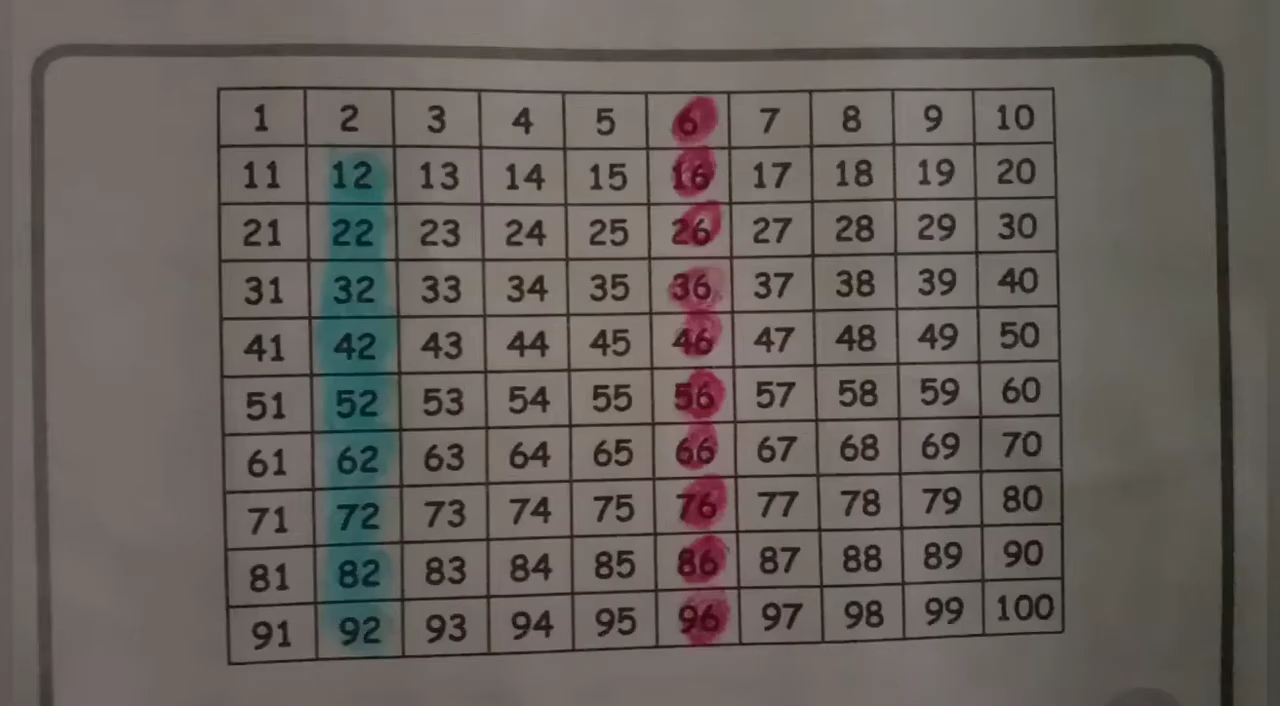 1 2 3 4 5 6 7 8 9 10
11 12 13 14 15 16 17 18 19 20
21 22 23 24 25 26 27 28 29 30
31 32 33 34 35 36 37 38 39 40
41 42 43 44 45 46 47 48 49 50
51 52 53 54 55 56 57 58 59 60
61 62 63 64 65 66 67 68 69 70
71 72 73 74 75 76 77 78 79 80
81 82 83 84 85 86 87 88 89 90
91 92 93 94 95 96 97 98 99 100